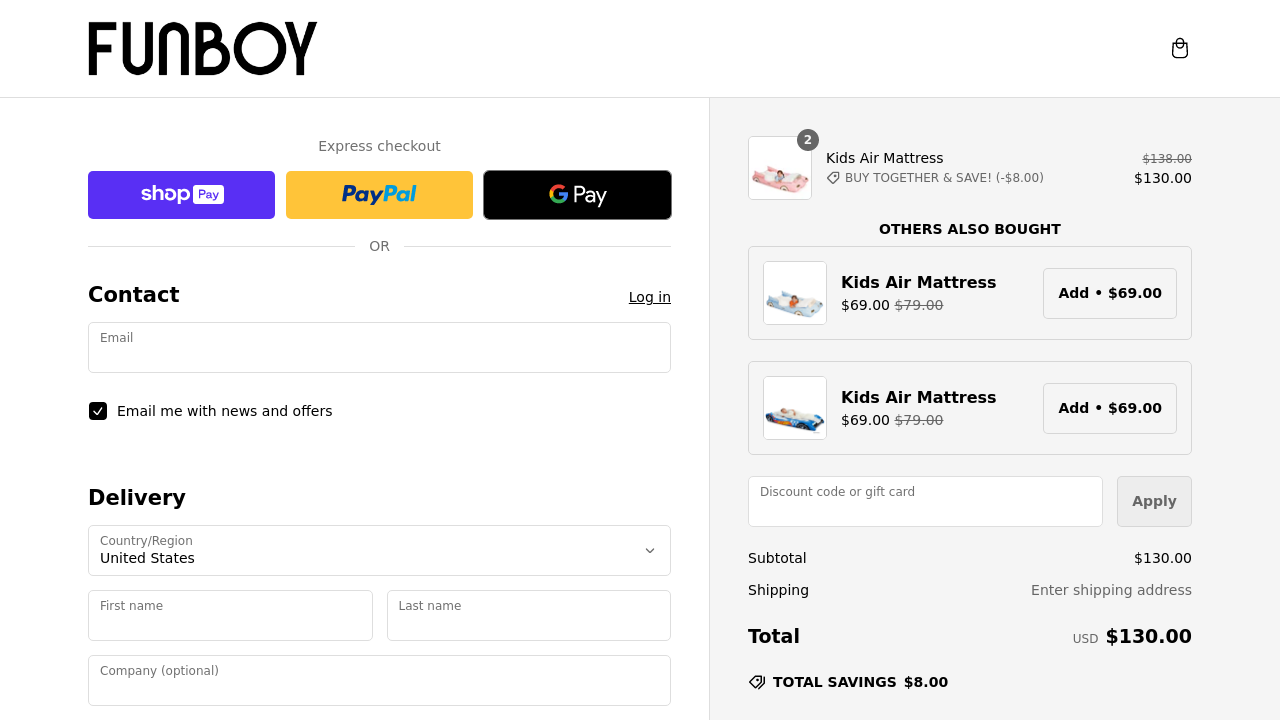 FUNBOY
Express checkout
shop Pay
PayPal
G Pay
OR
Contact
Log in
Email
Email me with news and offers
Delivery
Country/Region
United States
First name
Last name
Company (optional)
2
Kids Air Mattress
BUY TOGETHER & SAVE! (-$8.00)
$138.00
$130.00
OTHERS ALSO BOUGHT
Kids Air Mattress
$69.00 $79.00
Add • $69.00
Kids Air Mattress
$69.00 $79.00
Add • $69.00
Discount code or gift card
Apply
Subtotal $130.00
Shipping Enter shipping address
Total USD $130.00
TOTAL SAVINGS $8.00